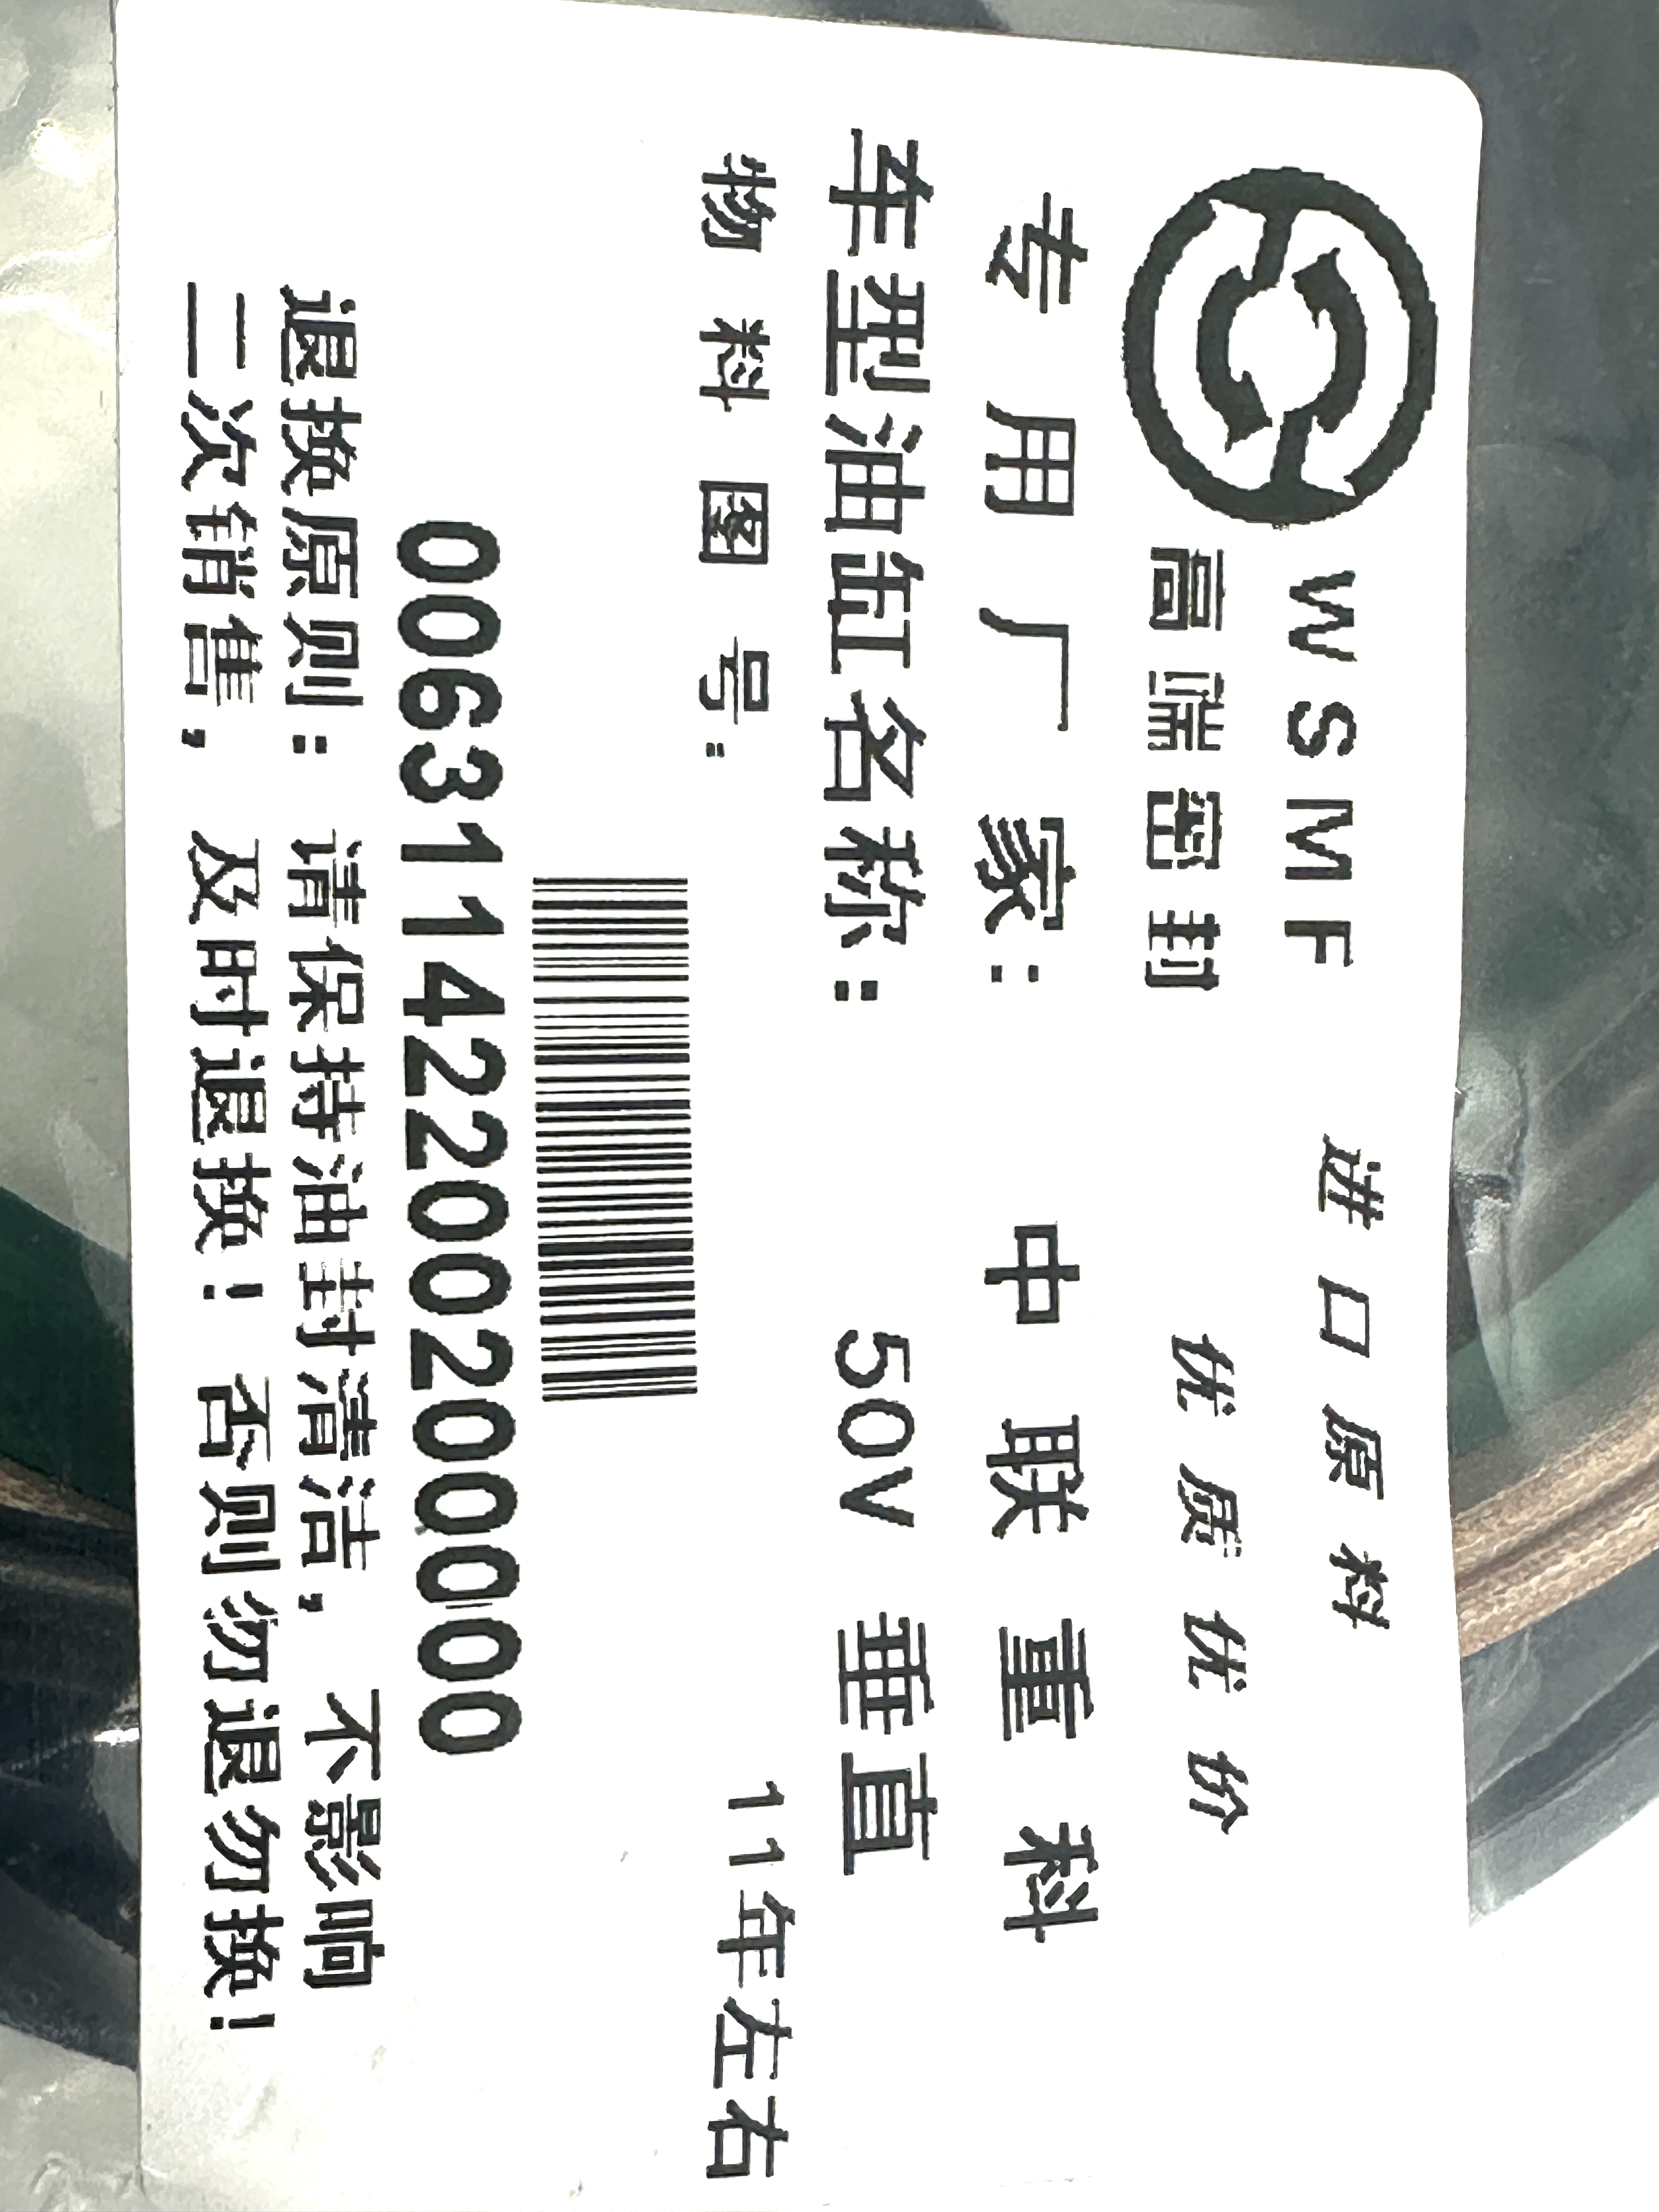 WSMF 进口原料
高端密封 优质优价
专用厂家: 中联重科
车型油缸名称: 50V 垂直
物料图号: 11年左右
00631142200200000
退换原则: 请保持油封清洁, 不影响
二次销售, 及时退换! 否则勿退勿换!